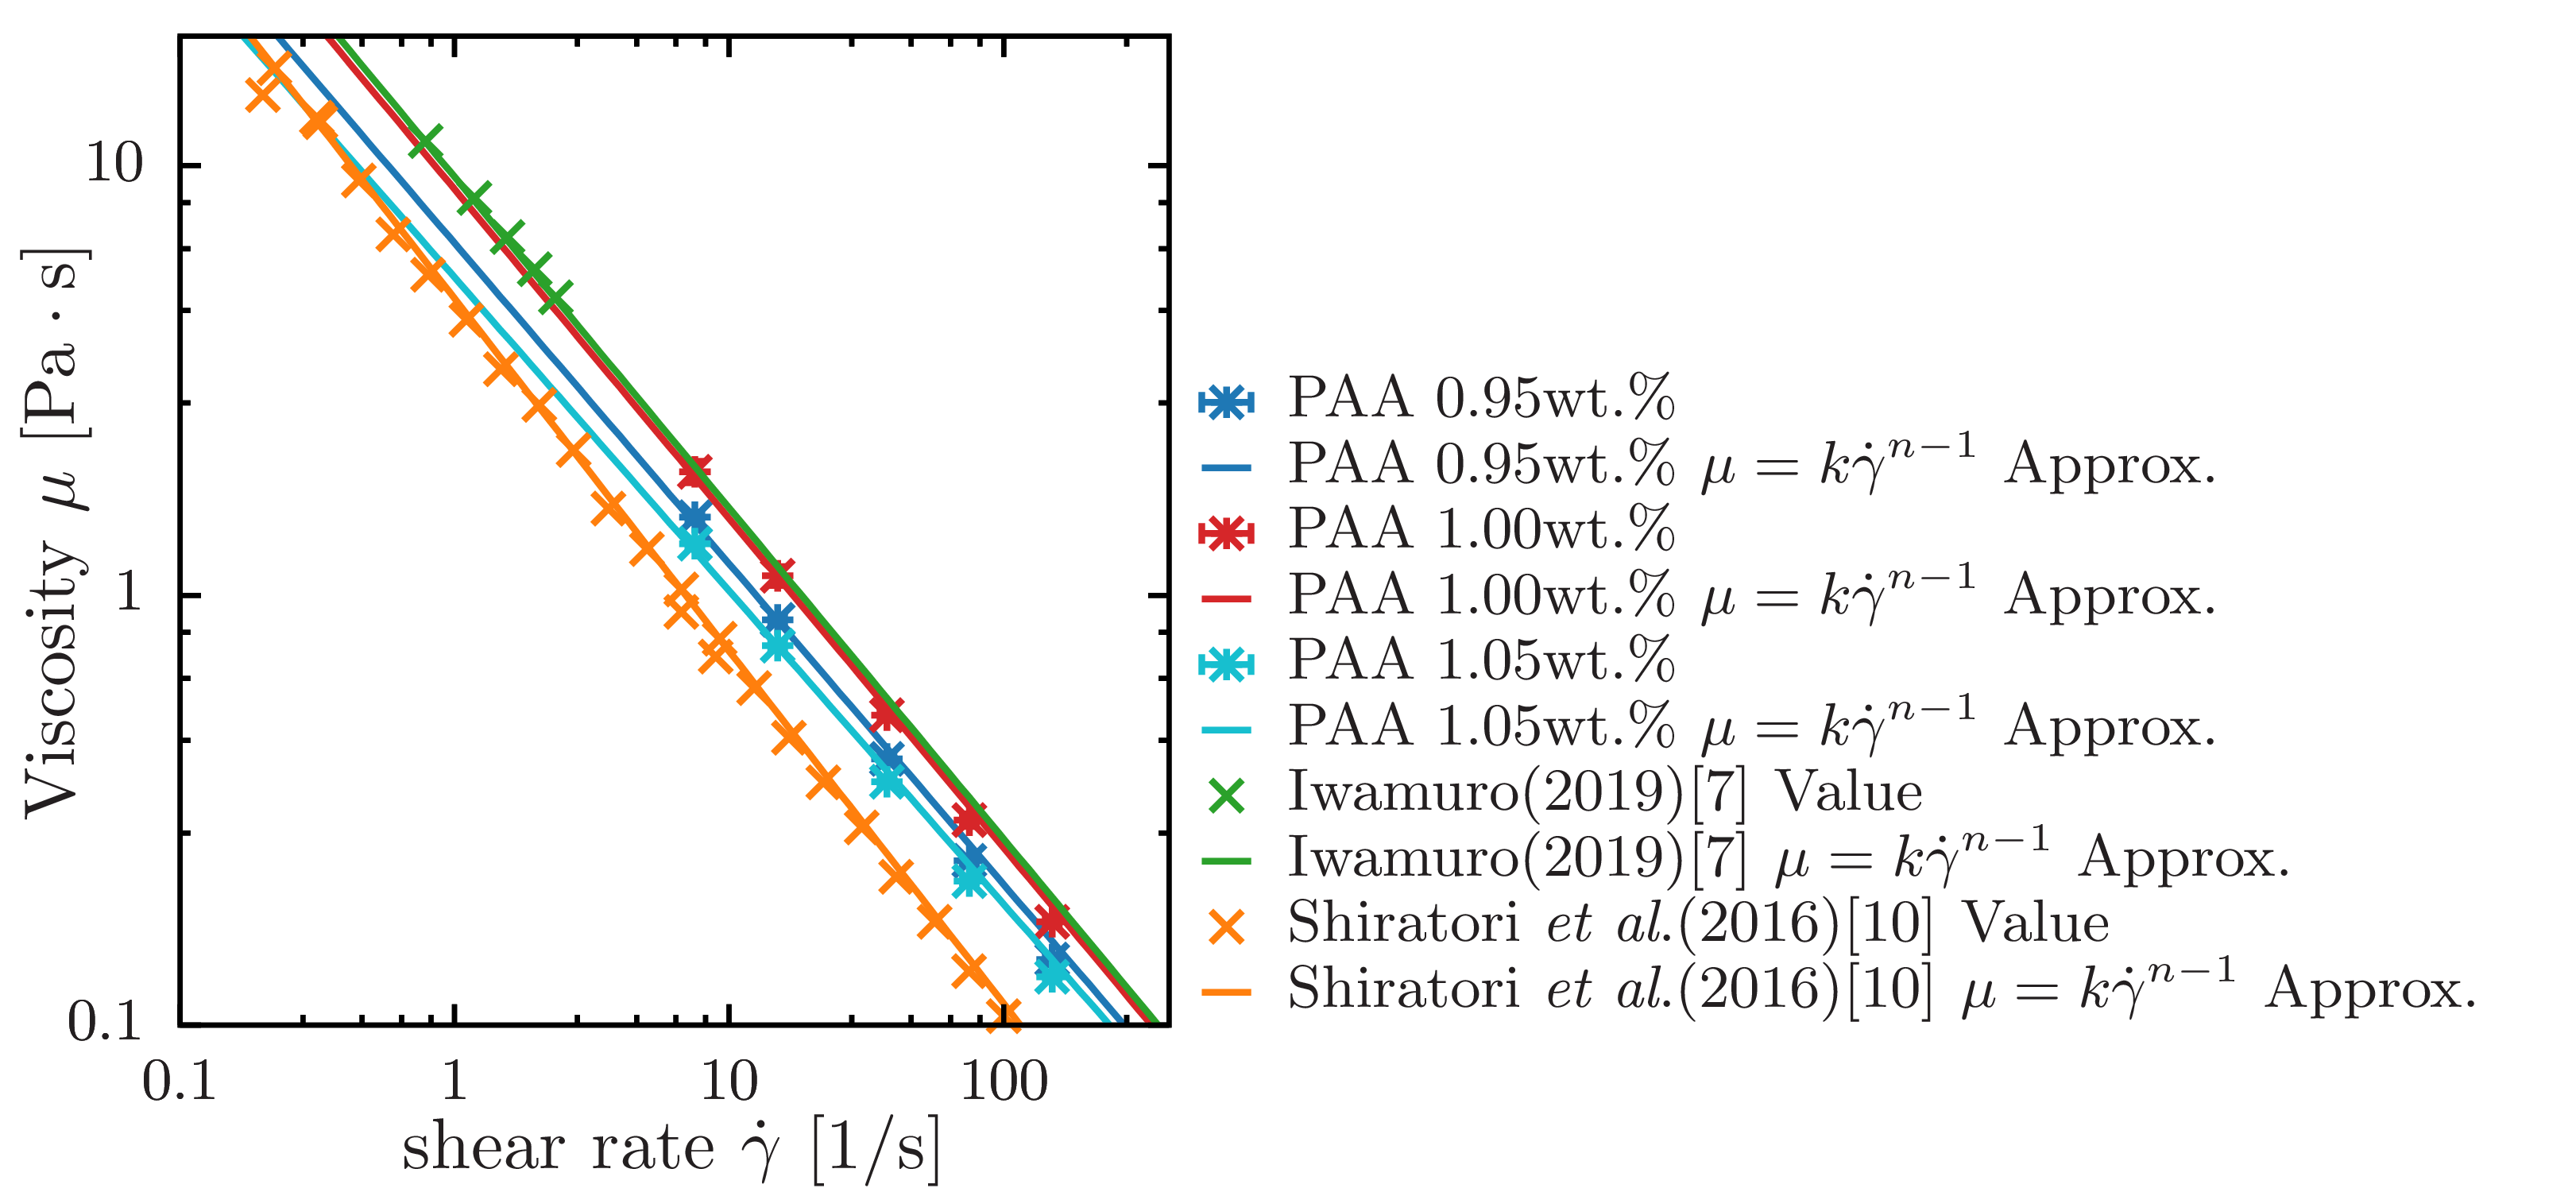 Viscosity μ [Pa · s]
10
1
0.1
0.1 1 10 100
shear rate γ̇ [1/s]
PAA 0.95wt.%
PAA 0.95wt.% μ = kγ̇ⁿ⁻¹ Approx.
PAA 1.00wt.%
PAA 1.00wt.% μ = kγ̇ⁿ⁻¹ Approx.
PAA 1.05wt.%
PAA 1.05wt.% μ = kγ̇ⁿ⁻¹ Approx.
Iwamuro(2019)[7] Value
Iwamuro(2019)[7] μ = kγ̇ⁿ⁻¹ Approx.
Shiratori et al.(2016)[10] Value
Shiratori et al.(2016)[10] μ = kγ̇ⁿ⁻¹ Approx.